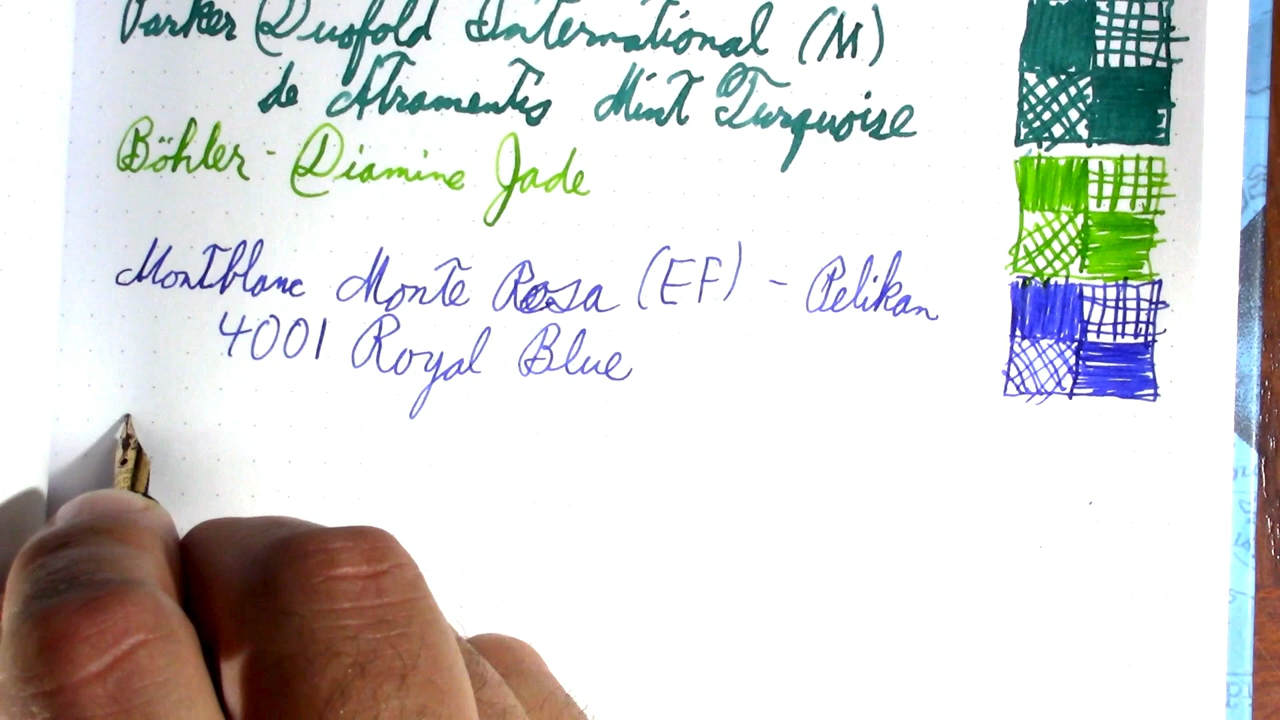 Parker Duofold International (M)
de Atramentis Mint Turquoise
Böhler - Diamine Jade
Montblanc Monte Rosa (EF) - Pelikan
4001 Royal Blue